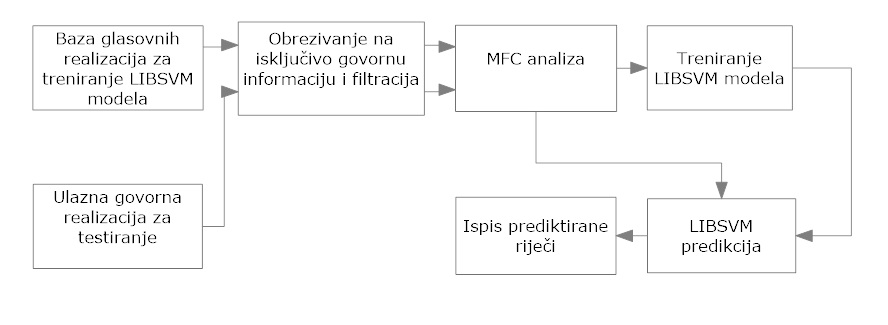 Baza glasovnih
realizacija za
treniranje LIBSVM
modela
Obrezivanje na
isključivo govornu
informaciju i filtracija
MFC analiza
Treniranje
LIBSVM modela
Ulazna govorna
realizacija za
testiranje
Ispis prediktirane
riječi
LIBSVM
predikcija